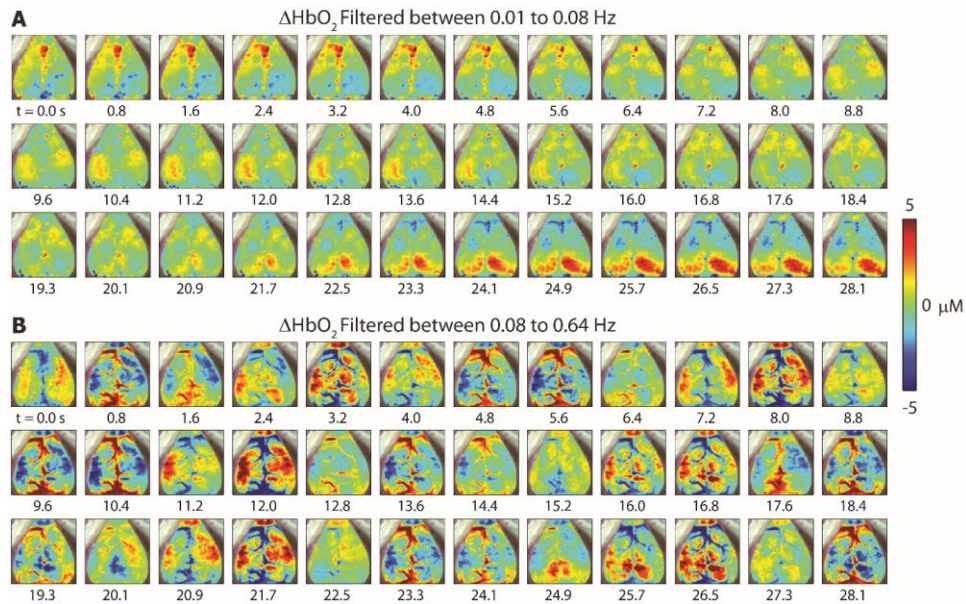 A
ΔHbO₂ Filtered between 0.01 to 0.08 Hz
t = 0.0 s 0.8 1.6 2.4 3.2 4.0 4.8 5.6 6.4 7.2 8.0 8.8
9.6 10.4 11.2 12.0 12.8 13.6 14.4 15.2 16.0 16.8 17.6 18.4
19.3 20.1 20.9 21.7 22.5 23.3 24.1 24.9 25.7 26.5 27.3 28.1
5
0 μM
-5
B
ΔHbO₂ Filtered between 0.08 to 0.64 Hz
t = 0.0 s 0.8 1.6 2.4 3.2 4.0 4.8 5.6 6.4 7.2 8.0 8.8
9.6 10.4 11.2 12.0 12.8 13.6 14.4 15.2 16.0 16.8 17.6 18.4
19.3 20.1 20.9 21.7 22.5 23.3 24.1 24.9 25.7 26.5 27.3 28.1